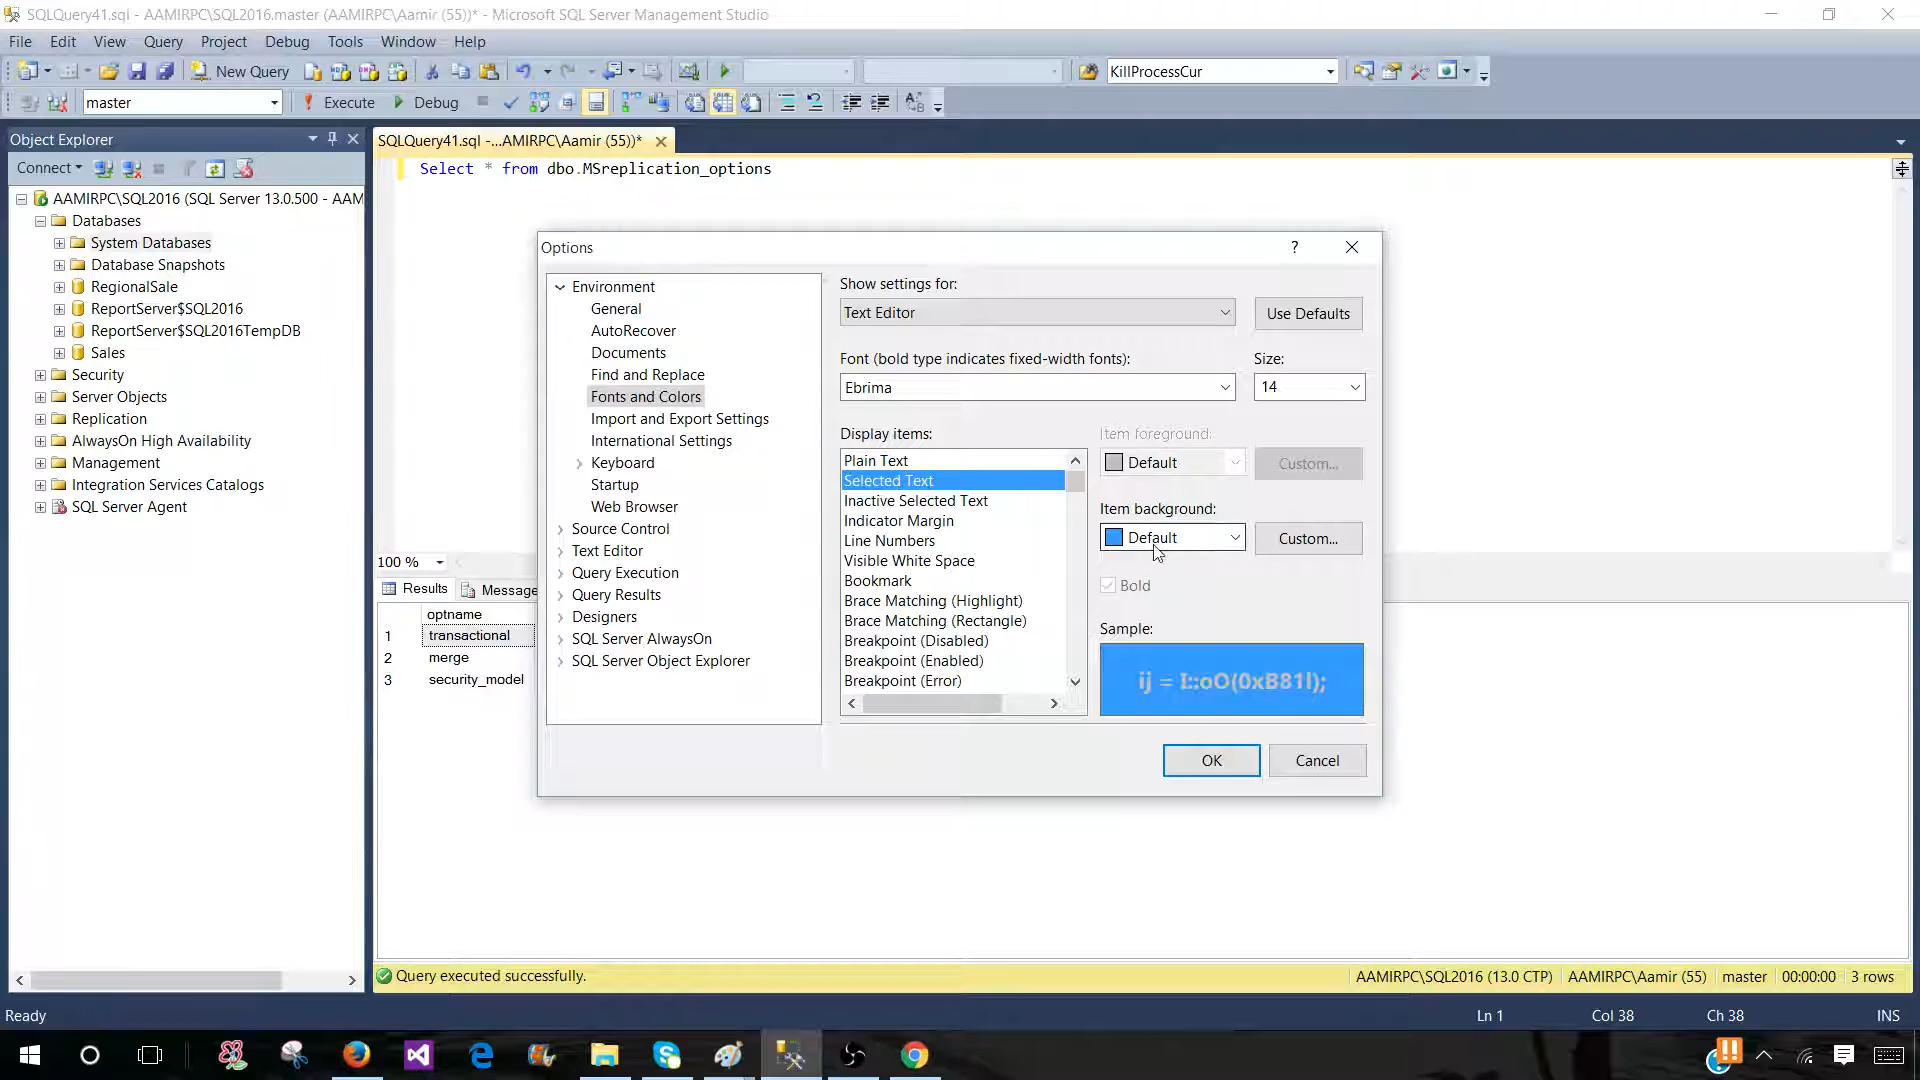 SQLQuery41.sql - AAMIRPC\SQL2016.master (AAMIRPC\Aamir (55))* - Microsoft SQL Server Management Studio
File Edit View Query Project Debug Tools Window Help
New Query KillProcessCur
master Execute Debug
Object Explorer
SQLQuery41.sql -...AMIRPC\Aamir (55))*
Connect
Select * from dbo.MSreplication_options
AAMIRPC\SQL2016 (SQL Server 13.0.500 - AAM
Databases
System Databases
Database Snapshots
RegionalSale
ReportServer$SQL2016
ReportServer$SQL2016TempDB
Sales
Security
Server Objects
Replication
AlwaysOn High Availability
Management
Integration Services Catalogs
SQL Server Agent
Options
?
Environment
General
AutoRecover
Documents
Find and Replace
Fonts and Colors
Import and Export Settings
International Settings
Keyboard
Startup
Web Browser
Source Control
Text Editor
Query Execution
Query Results
Designers
SQL Server AlwaysOn
SQL Server Object Explorer
Show settings for:
Text Editor
Use Defaults
Font (bold type indicates fixed-width fonts):
Size:
Ebrima
14
Display items:
Plain Text
Selected Text
Inactive Selected Text
Indicator Margin
Line Numbers
Visible White Space
Bookmark
Brace Matching (Highlight)
Brace Matching (Rectangle)
Breakpoint (Disabled)
Breakpoint (Enabled)
Breakpoint (Error)
Item foreground:
Default
Custom...
Item background:
Default
Custom...
Bold
Sample:
ij = I::oO(0xB81l);
OK
Cancel
100 %
Results
Message
optname
1 transactional
2 merge
3 security_model
Query executed successfully.
AAMIRPC\SQL2016 (13.0 CTP) AAMIRPC\Aamir (55) master 00:00:00 3 rows
Ready
Ln 1 Col 38 Ch 38 INS